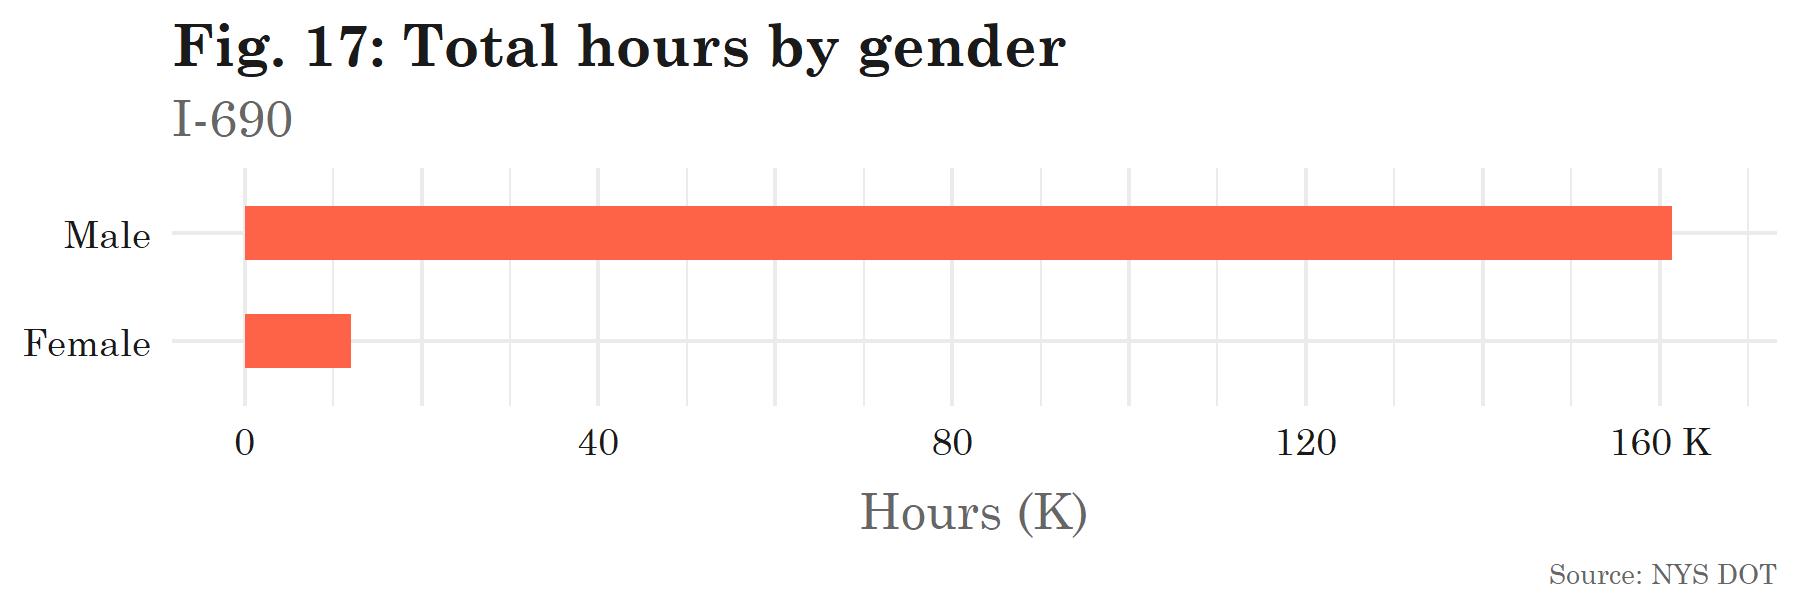 Fig. 17: Total hours by gender
I-690
Male
Female
0 40 80 120 160 K
Hours (K)
Source: NYS DOT